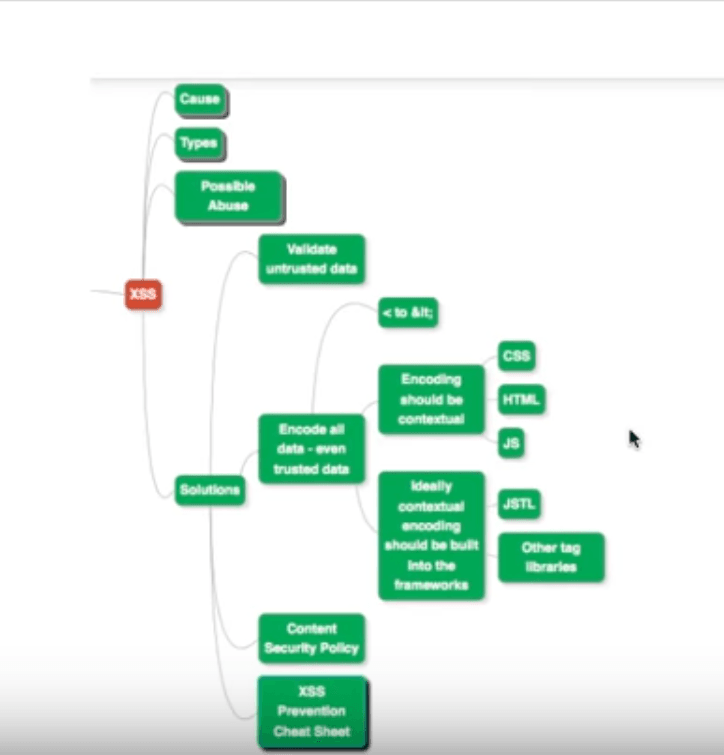 Cause
Types
Possible
Abuse
XSS
Solutions
Validate
untrusted data
Encode all
data - even
trusted data
< to &lt;
Encoding
should be
contextual
CSS
HTML
JS
Ideally
contextual
encoding
should be built
into the
frameworks
JSTL
Other tag
libraries
Content
Security Policy
XSS
Prevention
Cheat Sheet